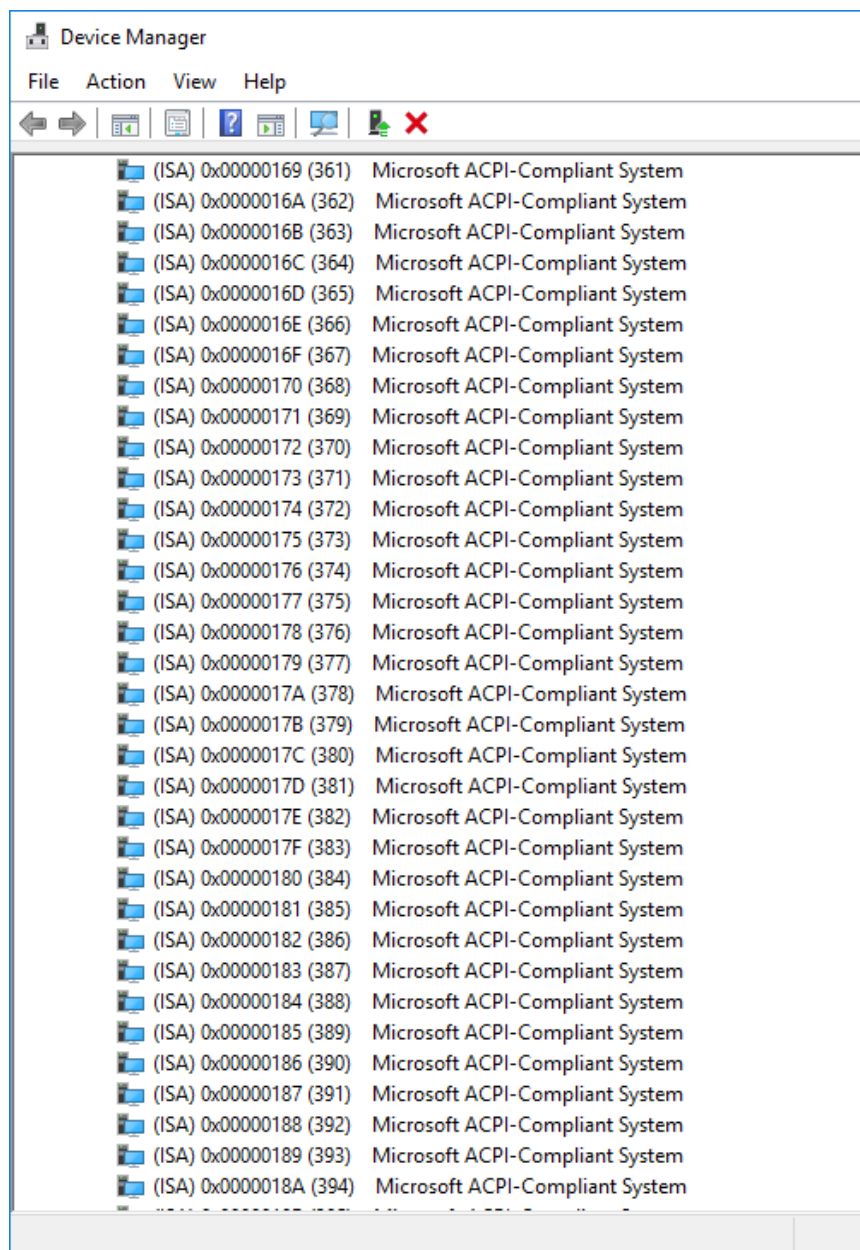 Device Manager
File Action View Help
(ISA) 0x00000169 (361) Microsoft ACPI-Compliant System
(ISA) 0x0000016A (362) Microsoft ACPI-Compliant System
(ISA) 0x0000016B (363) Microsoft ACPI-Compliant System
(ISA) 0x0000016C (364) Microsoft ACPI-Compliant System
(ISA) 0x0000016D (365) Microsoft ACPI-Compliant System
(ISA) 0x0000016E (366) Microsoft ACPI-Compliant System
(ISA) 0x0000016F (367) Microsoft ACPI-Compliant System
(ISA) 0x00000170 (368) Microsoft ACPI-Compliant System
(ISA) 0x00000171 (369) Microsoft ACPI-Compliant System
(ISA) 0x00000172 (370) Microsoft ACPI-Compliant System
(ISA) 0x00000173 (371) Microsoft ACPI-Compliant System
(ISA) 0x00000174 (372) Microsoft ACPI-Compliant System
(ISA) 0x00000175 (373) Microsoft ACPI-Compliant System
(ISA) 0x00000176 (374) Microsoft ACPI-Compliant System
(ISA) 0x00000177 (375) Microsoft ACPI-Compliant System
(ISA) 0x00000178 (376) Microsoft ACPI-Compliant System
(ISA) 0x00000179 (377) Microsoft ACPI-Compliant System
(ISA) 0x0000017A (378) Microsoft ACPI-Compliant System
(ISA) 0x0000017B (379) Microsoft ACPI-Compliant System
(ISA) 0x0000017C (380) Microsoft ACPI-Compliant System
(ISA) 0x0000017D (381) Microsoft ACPI-Compliant System
(ISA) 0x0000017E (382) Microsoft ACPI-Compliant System
(ISA) 0x0000017F (383) Microsoft ACPI-Compliant System
(ISA) 0x00000180 (384) Microsoft ACPI-Compliant System
(ISA) 0x00000181 (385) Microsoft ACPI-Compliant System
(ISA) 0x00000182 (386) Microsoft ACPI-Compliant System
(ISA) 0x00000183 (387) Microsoft ACPI-Compliant System
(ISA) 0x00000184 (388) Microsoft ACPI-Compliant System
(ISA) 0x00000185 (389) Microsoft ACPI-Compliant System
(ISA) 0x00000186 (390) Microsoft ACPI-Compliant System
(ISA) 0x00000187 (391) Microsoft ACPI-Compliant System
(ISA) 0x00000188 (392) Microsoft ACPI-Compliant System
(ISA) 0x00000189 (393) Microsoft ACPI-Compliant System
(ISA) 0x0000018A (394) Microsoft ACPI-Compliant System